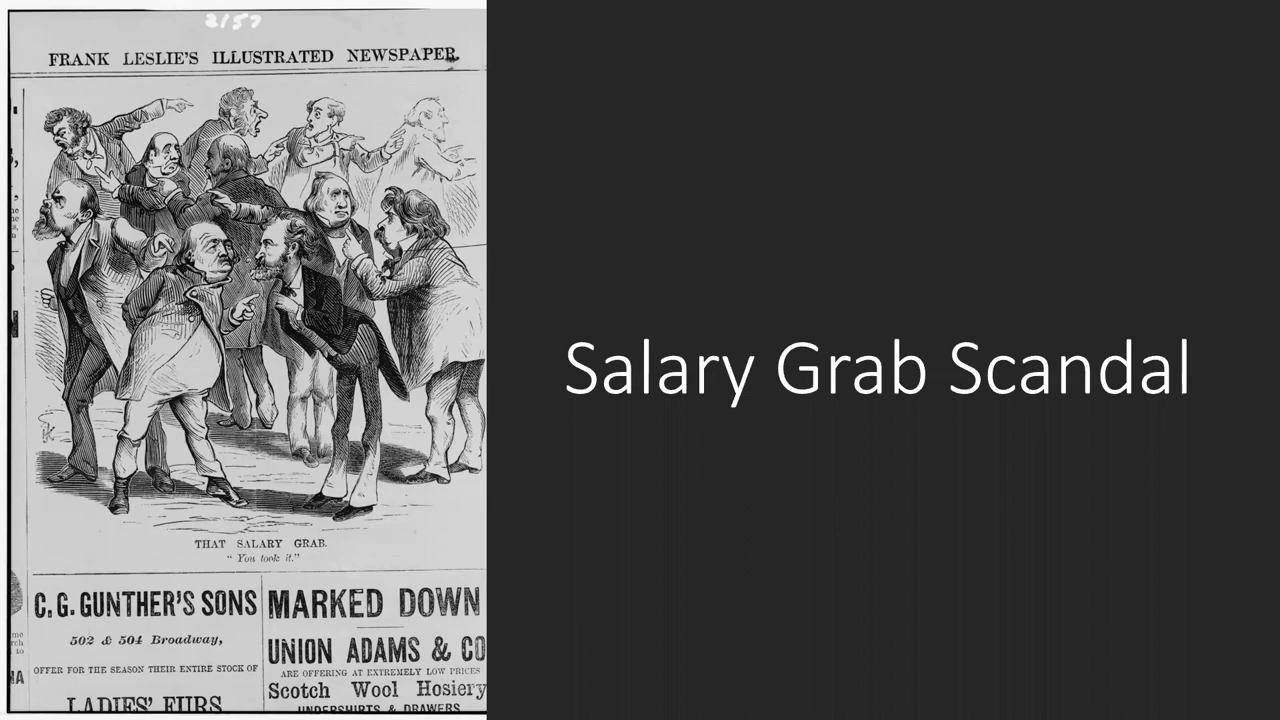 2157
FRANK LESLIE'S ILLUSTRATED NEWSPAPER.
THAT SALARY GRAB.
"You took it."
C. G. GUNTHER'S SONS
502 & 504 Broadway,
OFFER FOR THE SEASON THEIR ENTIRE STOCK OF
LADIES' FURS
MARKED DOWN
UNION ADAMS & CO
ARE OFFERING AT EXTREMELY LOW PRICES
Scotch Wool Hosiery
UNDERSHIRTS & DRAWERS
Salary Grab Scandal